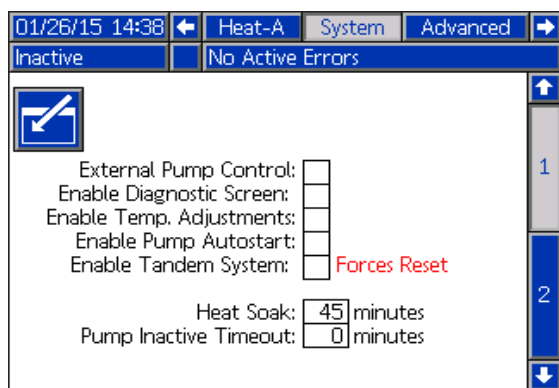 01/26/15 14:38 Heat-A System Advanced
Inactive No Active Errors
External Pump Control:
1
Enable Diagnostic Screen:
Enable Temp. Adjustments:
Enable Pump Autostart:
Enable Tandem System: Forces Reset
2
Heat Soak: 45 minutes
Pump Inactive Timeout: 0 minutes